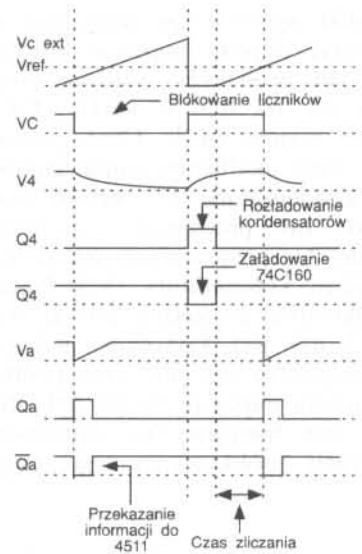 Vc ext
Vref
Blokowanie liczników
VC
V4
Rozładowanie
kondensatorów
Q4
Załadowanie
74C160
Q4
Va
Qa
Qa
Przekazanie
informacji do
4511
Czas zliczania